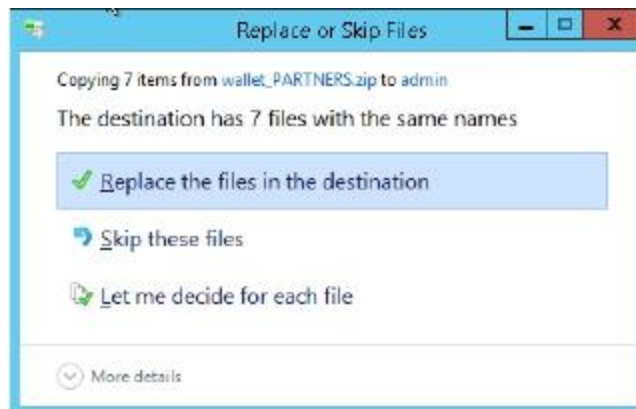 Replace or Skip Files
Copying 7 items from wallet_PARTNERS.zip to admin
The destination has 7 files with the same names
Replace the files in the destination
Skip these files
Let me decide for each file
More details